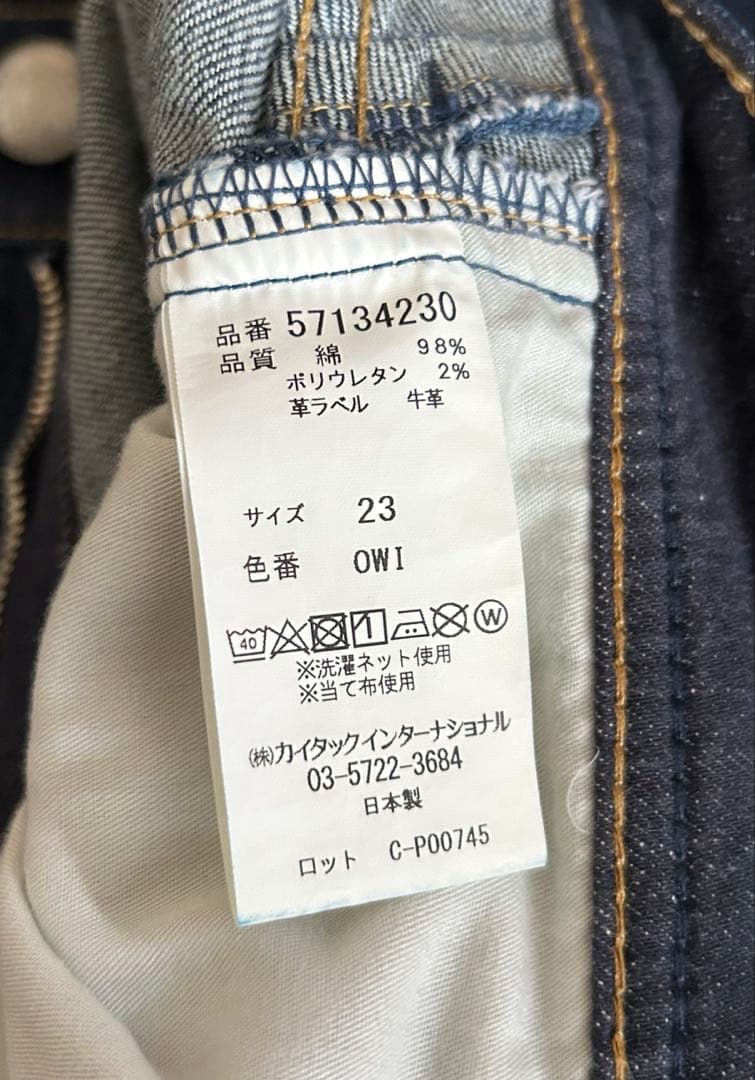 品番 57134230
品質 綿 98%
ポリウレタン 2%
革ラベル 牛革
サイズ 23
色番 OWI
40 W
※洗濯ネット使用
※当て布使用
(株)カイタックインターナショナル
03-5722-3684
日本製
ロット C-P00745